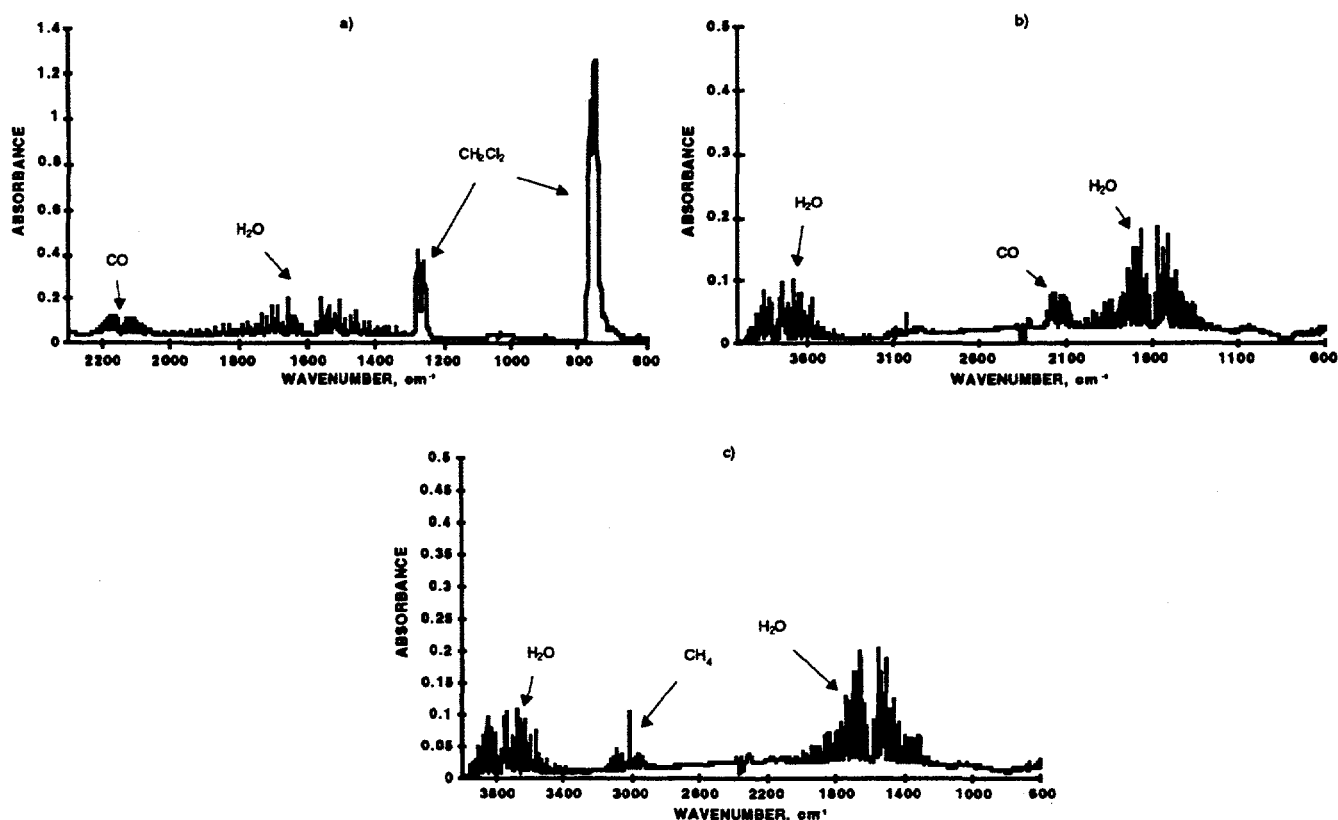 a)
1.4
1.2
1
0.8
0.6
0.4
0.2
0
ABSORBANCE
CO
H₂O
CH₂Cl₂
2200 2000 1800 1600 1400 1200 1000 800 600
WAVENUMBER, cm⁻¹
b)
0.5
0.4
0.3
0.2
0.1
0
ABSORBANCE
H₂O
CO
H₂O
3600 3100 2600 2100 1600 1100 600
WAVENUMBER, cm⁻¹
c)
0.5
0.45
0.4
0.35
0.3
0.25
0.2
0.15
0.1
0.05
0
ABSORBANCE
H₂O
CH₄
H₂O
3800 3400 3000 2600 2200 1800 1400 1000 600
WAVENUMBER, cm⁻¹